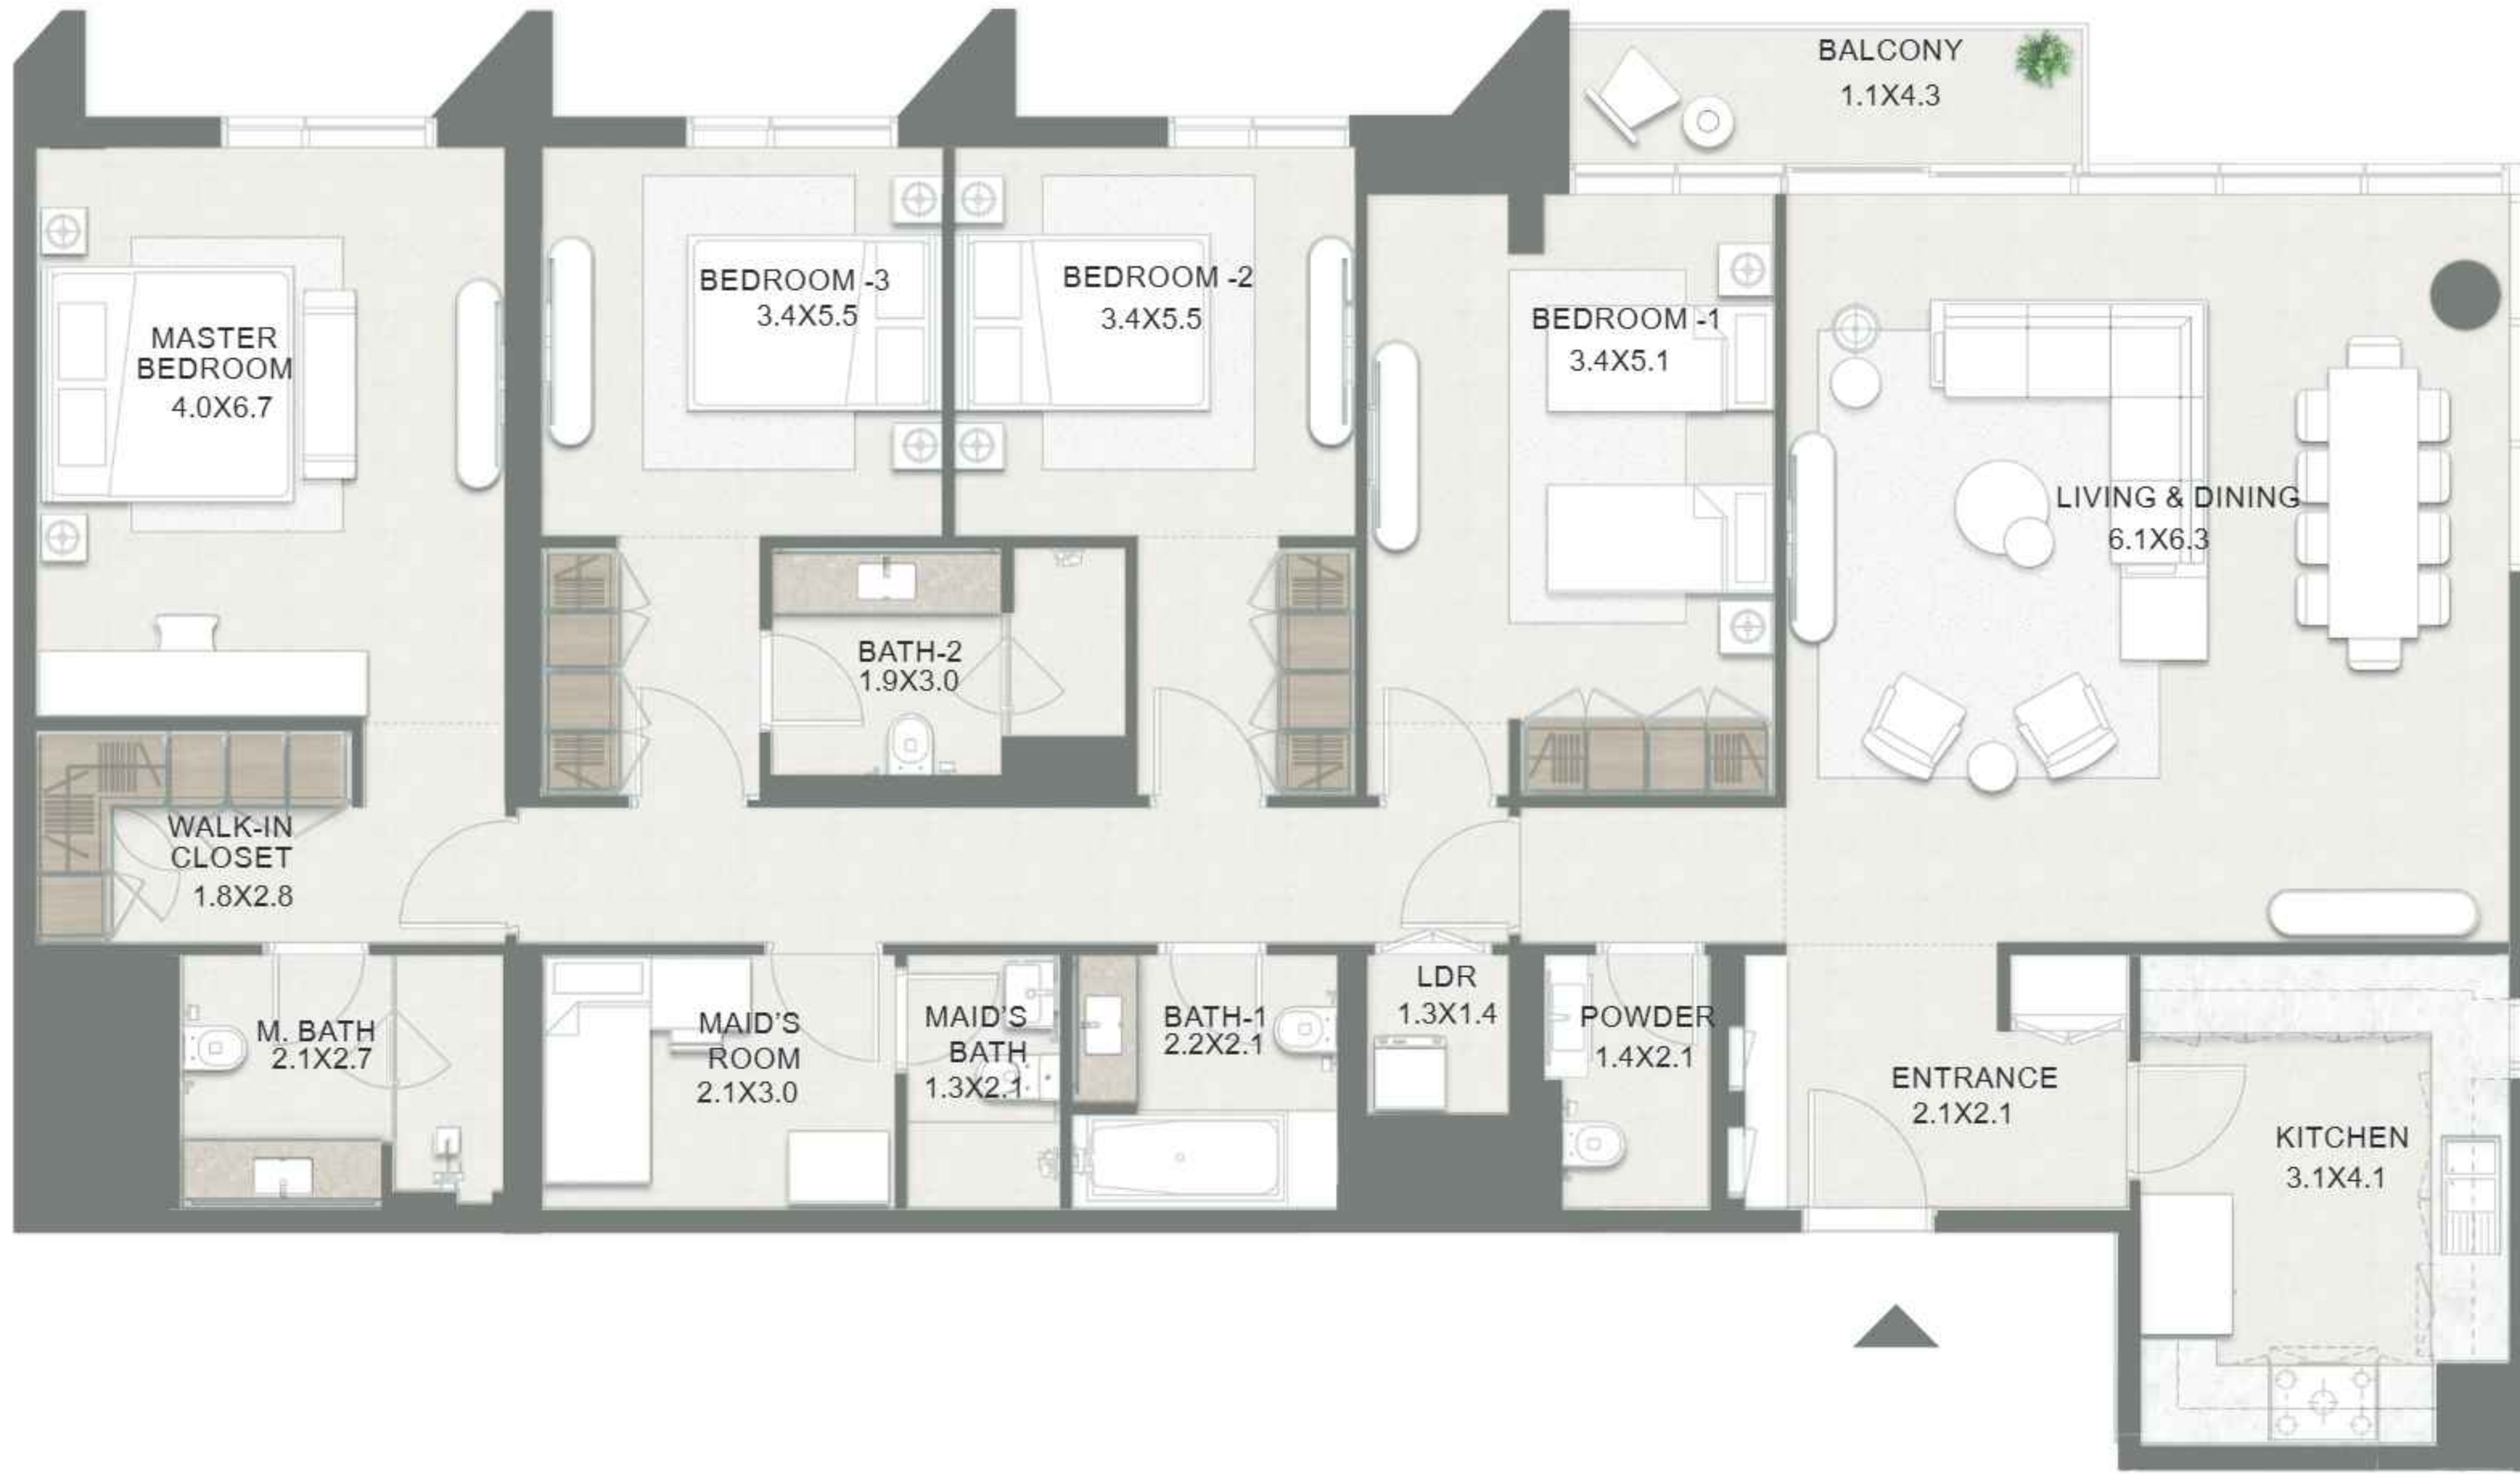 BALCONY
1.1X4.3
MASTER
BEDROOM
4.0X6.7
BEDROOM -3
3.4X5.5
BEDROOM -2
3.4X5.5
BEDROOM -1
3.4X5.1
LIVING & DINING
6.1X6.3
BATH-2
1.9X3.0
WALK-IN
CLOSET
1.8X2.8
M. BATH
2.1X2.7
MAID'S
ROOM
2.1X3.0
MAID'S
BATH
1.3X2.1
BATH-1
2.2X2.1
LDR
1.3X1.4
POWDER
1.4X2.1
ENTRANCE
2.1X2.1
KITCHEN
3.1X4.1